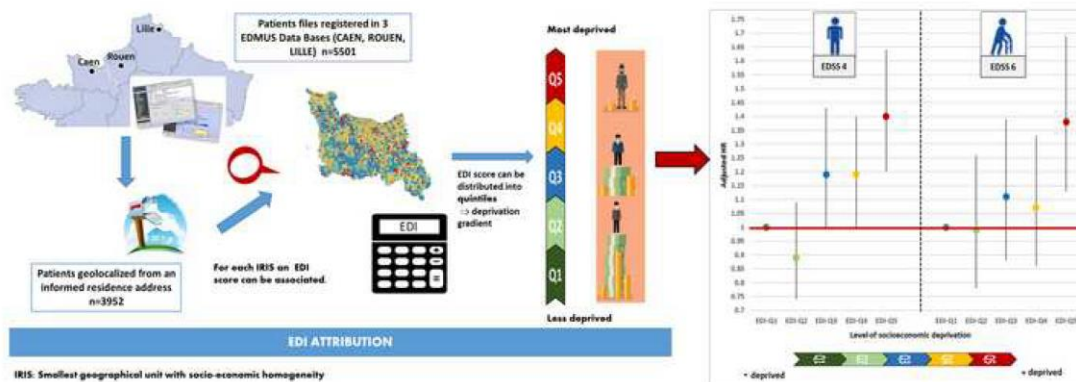 Lille
Caen
Rouen
Patients files registered in 3
EDMUS Data Bases (CAEN, ROUEN,
LILLE) n=5501
Patients geolocalized from an
informed residence address
n=3952
For each IRIS an EDI
score can be associated.
EDI
EDI score can be
distributed into
quintiles
⇒ deprivation
gradient
Most deprived
Q5
Q4
Q3
Q2
Q1
Less deprived
EDI ATTRIBUTION
IRIS: Smallest geographical unit with socio-economic homogeneity
EDSS 4
EDSS 6
Adjusted HR
1.75
1.7
1.65
1.6
1.55
1.5
1.45
1.4
1.35
1.3
1.25
1.2
1.15
1.1
1.05
1
0.95
0.9
0.85
0.8
0.75
0.7
EDI-Q1 EDI-Q2 EDI-Q3 EDI-Q4 EDI-Q5 EDI-Q1 EDI-Q2 EDI-Q3 EDI-Q4 EDI-Q5
Level of socioeconomic deprivation
Q1 Q2 Q3 Q4 Q5
- deprived
+ deprived